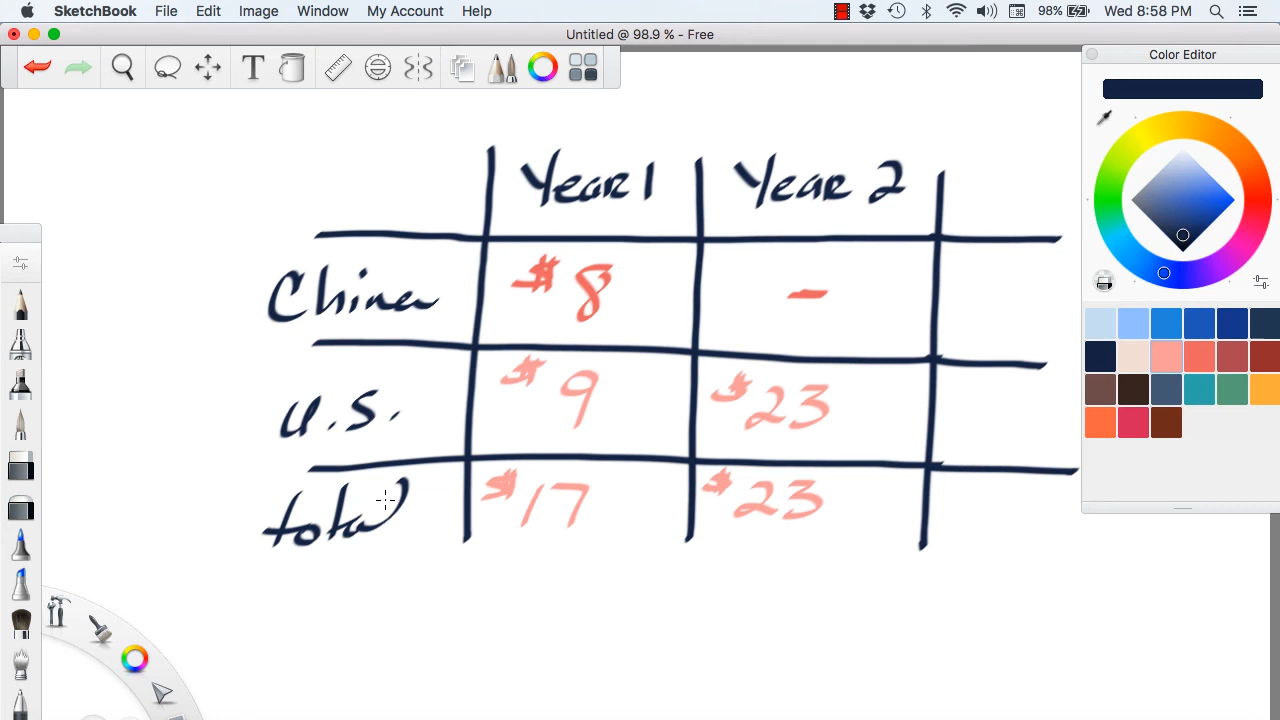 SketchBook File Edit Image Window My Account Help 98% Wed 8:58 PM
Untitled @ 98.9 % - Free
Color Editor
T
Year 1 Year 2
China $8 -
U.S. $9 $23
total $17 $23